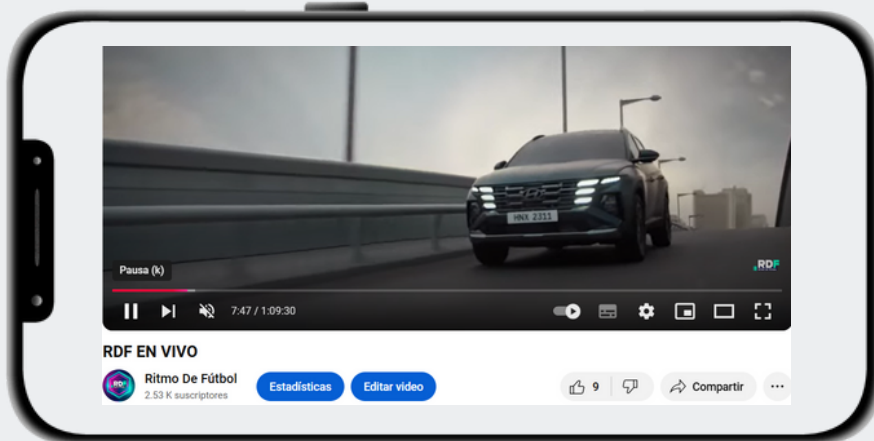 HNX 2311
RDF
Pausa (k)
7:47 / 1:09:30
RDF EN VIVO
RDF
Ritmo De Fútbol
2.53 K suscriptores
Estadísticas
Editar video
9
Compartir